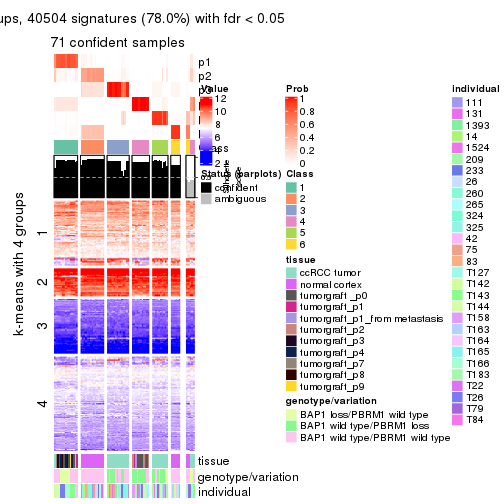 ups, 40504 signatures (78.0%) with fdr < 0.05
71 confident samples
p1
p2
k-means with 4 groups
1
2
3
4
tissue
genotype/variation
individual
Value
12
10
8
6
4
2
0
Status (barplots)
confident
ambiguous
Prob
1
0.8
0.6
0.4
0.2
0
Class
1
2
3
4
5
6
tissue
ccRCC tumor
normal cortex
tumorgraft_p0
tumorgraft_p1
tumorgraft_p1_from metastasis
tumorgraft_p2
tumorgraft_p3
tumorgraft_p4
tumorgraft_p7
tumorgraft_p8
tumorgraft_p9
genotype/variation
BAP1 loss/PBRM1 wild type
BAP1 wild type/PBRM1 loss
BAP1 wild type/PBRM1 wild type
individual
111
131
1393
14
1524
209
233
26
260
265
324
325
42
75
83
T127
T142
T143
T144
T158
T163
T164
T165
T166
T183
T22
T26
T79
T84